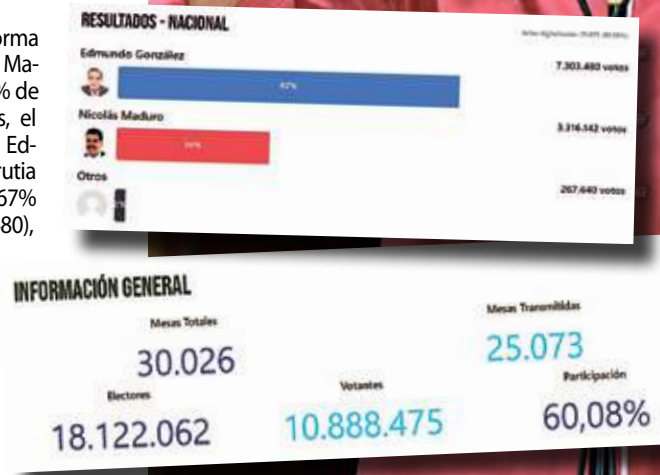 orma
Ma-
% de
s, el
Ed-
rutia
67%
80),
RESULTADOS - NACIONAL
Edmundo González
7.303.480 votos
Nicolás Maduro
3.316.142 votos
Otros
267.640 votos
INFORMACIÓN GENERAL
Mesas Totales
30.026
Mesas Transmitidas
25.073
Electores
18.122.062
Votantes
10.888.475
Participación
60,08%